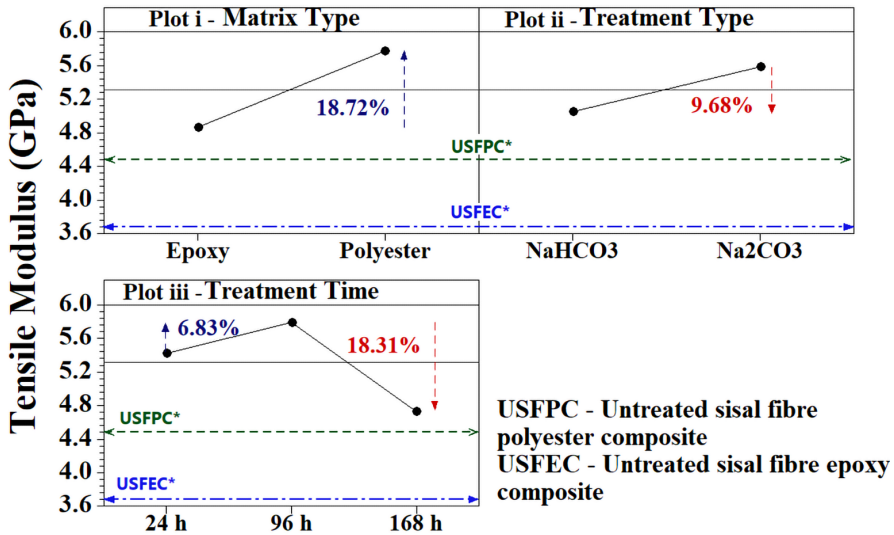 Tensile Modulus (GPa)
Plot i - Matrix Type
Plot ii - Treatment Type
6.0
5.6
5.2
4.8
4.4
4.0
3.6
18.72%
9.68%
USFPC*
USFEC*
Epoxy
Polyester
NaHCO3
Na2CO3
Plot iii - Treatment Time
6.0
5.6
5.2
4.8
4.4
4.0
3.6
6.83%
18.31%
USFPC*
USFEC*
24 h
96 h
168 h
USFPC - Untreated sisal fibre
polyester composite
USFEC - Untreated sisal fibre epoxy
composite